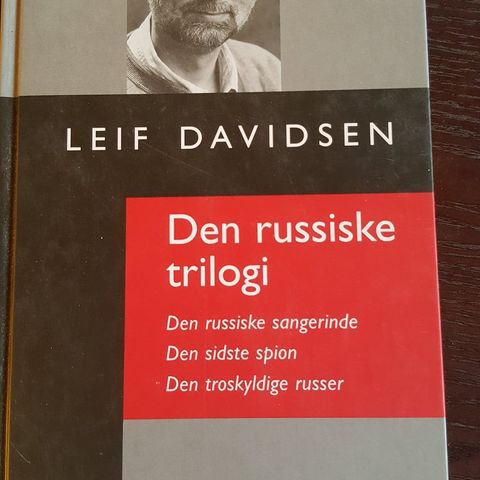 LEIF DAVIDSEN
Den russiske
trilogi
Den russiske sangerinde
Den sidste spion
Den troskyldige russer